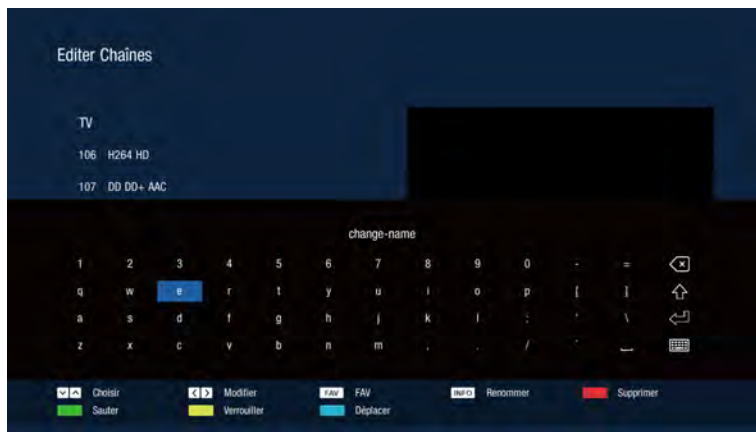 Editer Chaînes
TV
106 H264 HD
107 DD DD+ AAC
change-name
1 2 3 4 5 6 7 8 9 0 - =
q w e r t y u i o p [ ]
a s d f g h j k l ; ' \
z x c v b n m , . / `
Choisir Modifier FAV FAV INFO Renommer Supprimer
Sauter Verrouiller Déplacer